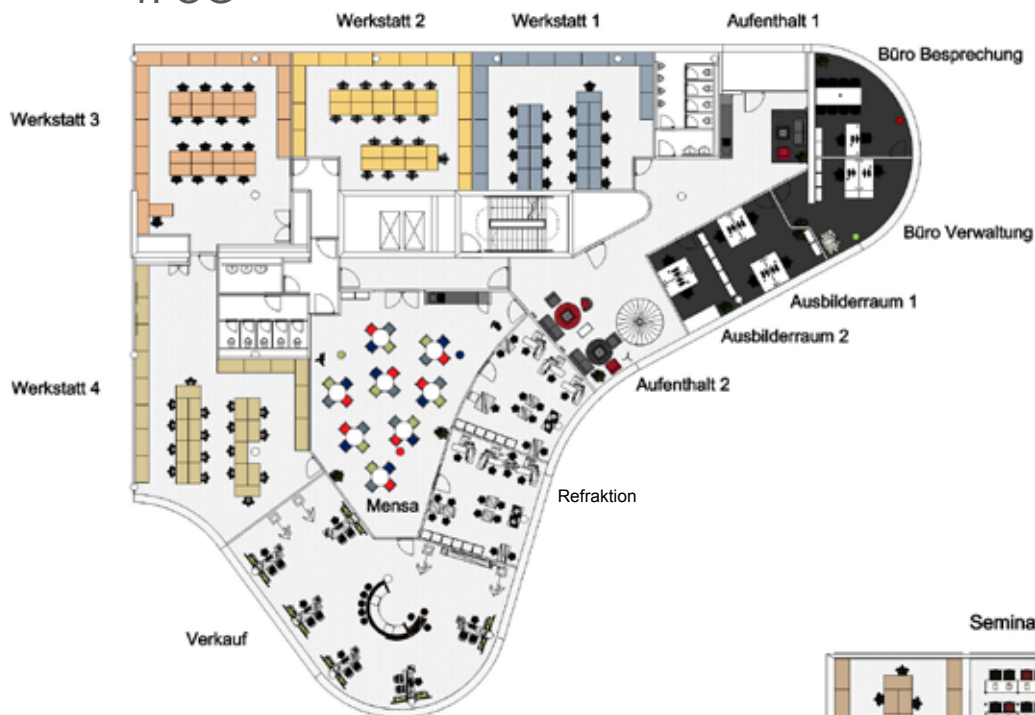 Werkstatt 2
Werkstatt 1
Aufenthalt 1
Büro Besprechung
Werkstatt 3
Büro Verwaltung
Ausbilderraum 1
Ausbilderraum 2
Werkstatt 4
Aufenthalt 2
Refraktion
Mensa
Verkauf